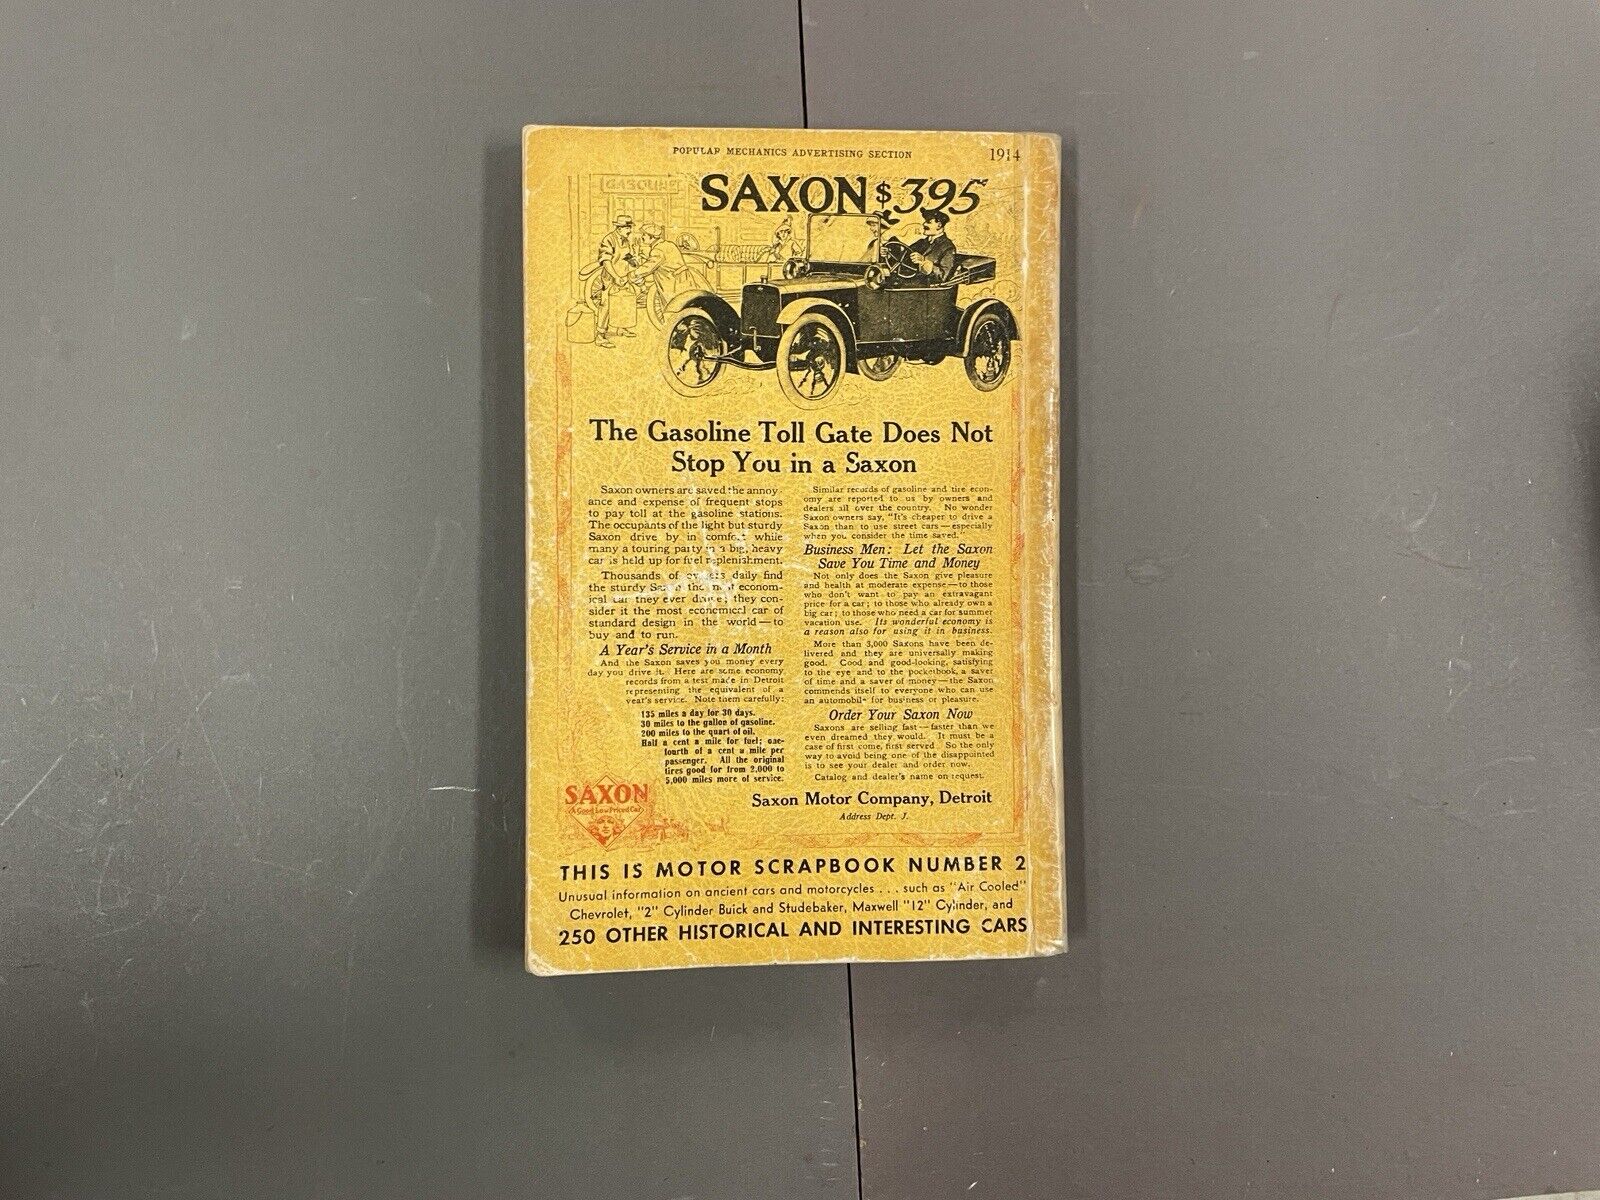 POPULAR MECHANICS ADVERTISING SECTION
1914
GASOLINE
SAXON $395
The Gasoline Toll Gate Does Not
Stop You in a Saxon
Saxon owners are saved the annoy-
ance and expense of frequent stops
to pay toll at the gasoline stations.
The occupants of the light but sturdy
Saxon drive by in comfort while
many a touring party in a big, heavy
car is held up for fuel replenishment.
Thousands of owners daily find
the sturdy Saxon the most econom-
ical car they ever drove; they con-
sider it the most economical car of
standard design in the world—to
buy and to run.
A Year's Service in a Month
And the Saxon saves you money every
day you drive it. Here are some economy
records from a test made in Detroit
representing the equivalent of a
year's service. Note them carefully:
135 miles a day for 30 days.
30 miles to the gallon of gasoline.
200 miles to the quart of oil.
Half a cent a mile for fuel; one-
fourth of a cent a mile per
passenger. All the original
tires good for from 2,000 to
5,000 miles more of service.
SAXON
"A Good Low Priced Car"
Similar records of gasoline and tire econ-
omy are reported to us by owners and
dealers all over the country. No wonder
Saxon owners say, "It's cheaper to drive a
Saxon than to use street cars—especially
when you consider the time saved."
Business Men: Let the Saxon
Save You Time and Money
Not only does the Saxon give pleasure
and health at moderate expense—to those
who don't want to pay an extravagant
price for a car; to those who already own a
big car; to those who need a car for summer
vacation use. Its wonderful economy is
a reason also for using it in business.
More than 3,000 Saxons have been de-
livered and they are universally making
good. Good and good-looking, satisfying
to the eye and to the pocketbook, a saver
of time and a saver of money—the Saxon
commends itself to everyone who can use
an automobile for business or pleasure.
Order Your Saxon Now
Saxons are selling fast—faster than we
even dreamed they would. It must be a
case of first come, first served. So the only
way to avoid being one of the disappointed
is to see your dealer and order now.
Catalog and dealer's name on request.
Saxon Motor Company, Detroit
Address Dept. J.
THIS IS MOTOR SCRAPBOOK NUMBER 2
Unusual information on ancient cars and motorcycles . . . such as "Air Cooled"
Chevrolet, "2" Cylinder Buick and Studebaker, Maxwell "12" Cylinder, and
250 OTHER HISTORICAL AND INTERESTING CARS